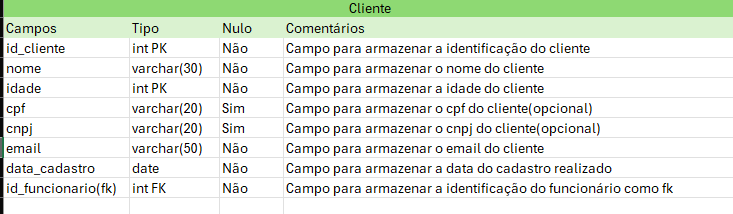 Cliente
Campos Tipo Nulo Comentários
id_cliente int PK Não Campo para armazenar a identificação do cliente
nome varchar(30) Não Campo para armazenar o nome do cliente
idade int PK Não Campo para armazenar a idade do cliente
cpf varchar(20) Sim Campo para armazenar o cpf do cliente(opcional)
cnpj varchar(20) Sim Campo para armazenar o cnpj do cliente(opcional)
email varchar(50) Não Campo para armazenar o email do cliente
data_cadastro date Não Campo para armazenar a data do cadastro realizado
id_funcionario(fk) int FK Não Campo para armazenar a identificação do funcionário como fk